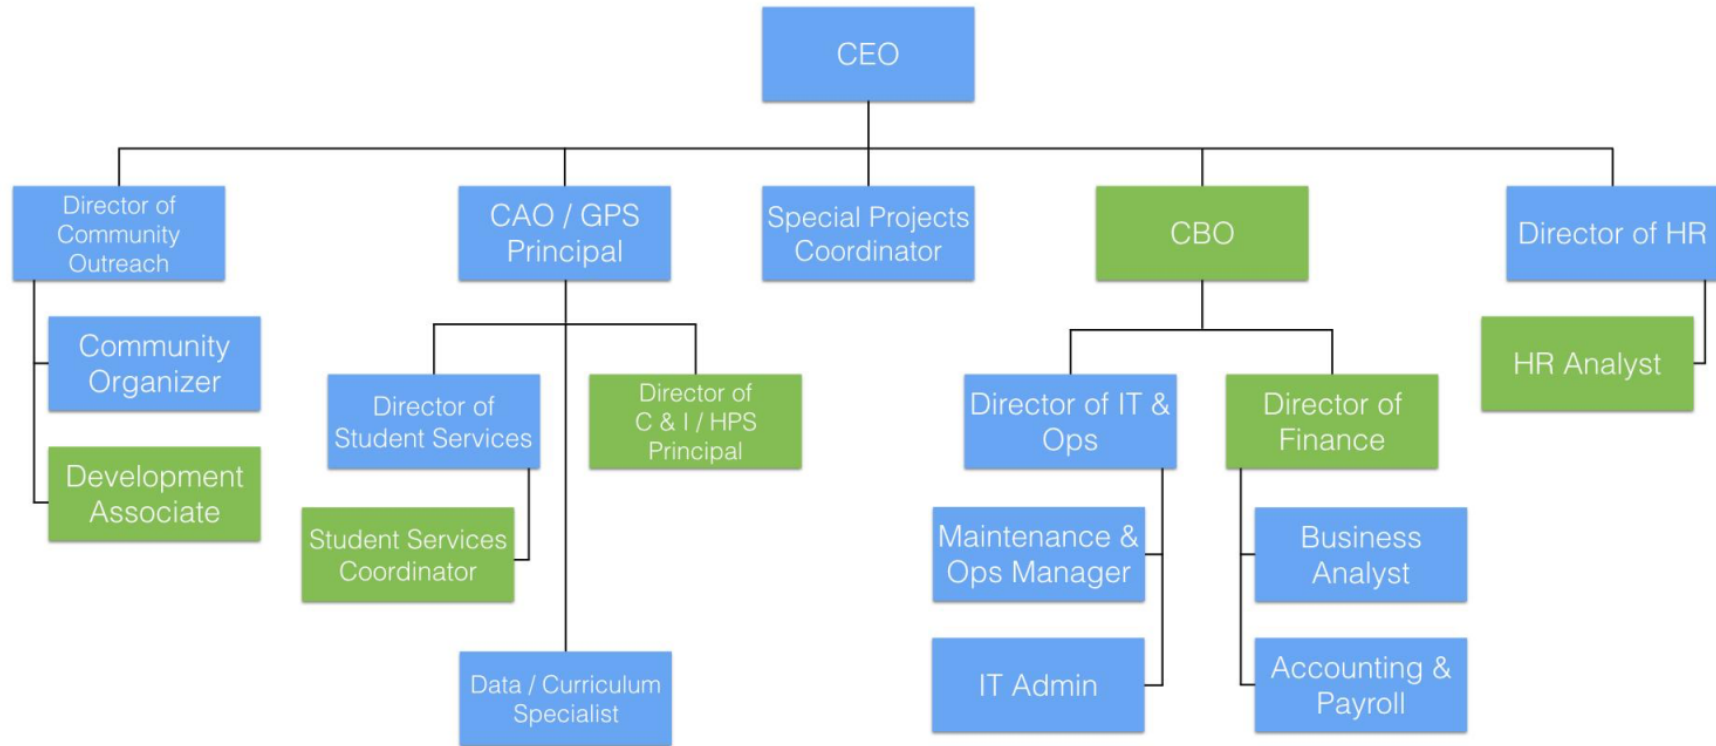 CEO
Director of
Community
Outreach
CAO / GPS
Principal
Special Projects
Coordinator
CBO
Director of HR
Community
Organizer
HR Analyst
Director of
Student Services
Director of
C & I / HPS
Principal
Director of IT &
Ops
Director of
Finance
Development
Associate
Student Services
Coordinator
Maintenance &
Ops Manager
Business
Analyst
Data / Curriculum
Specialist
IT Admin
Accounting &
Payroll